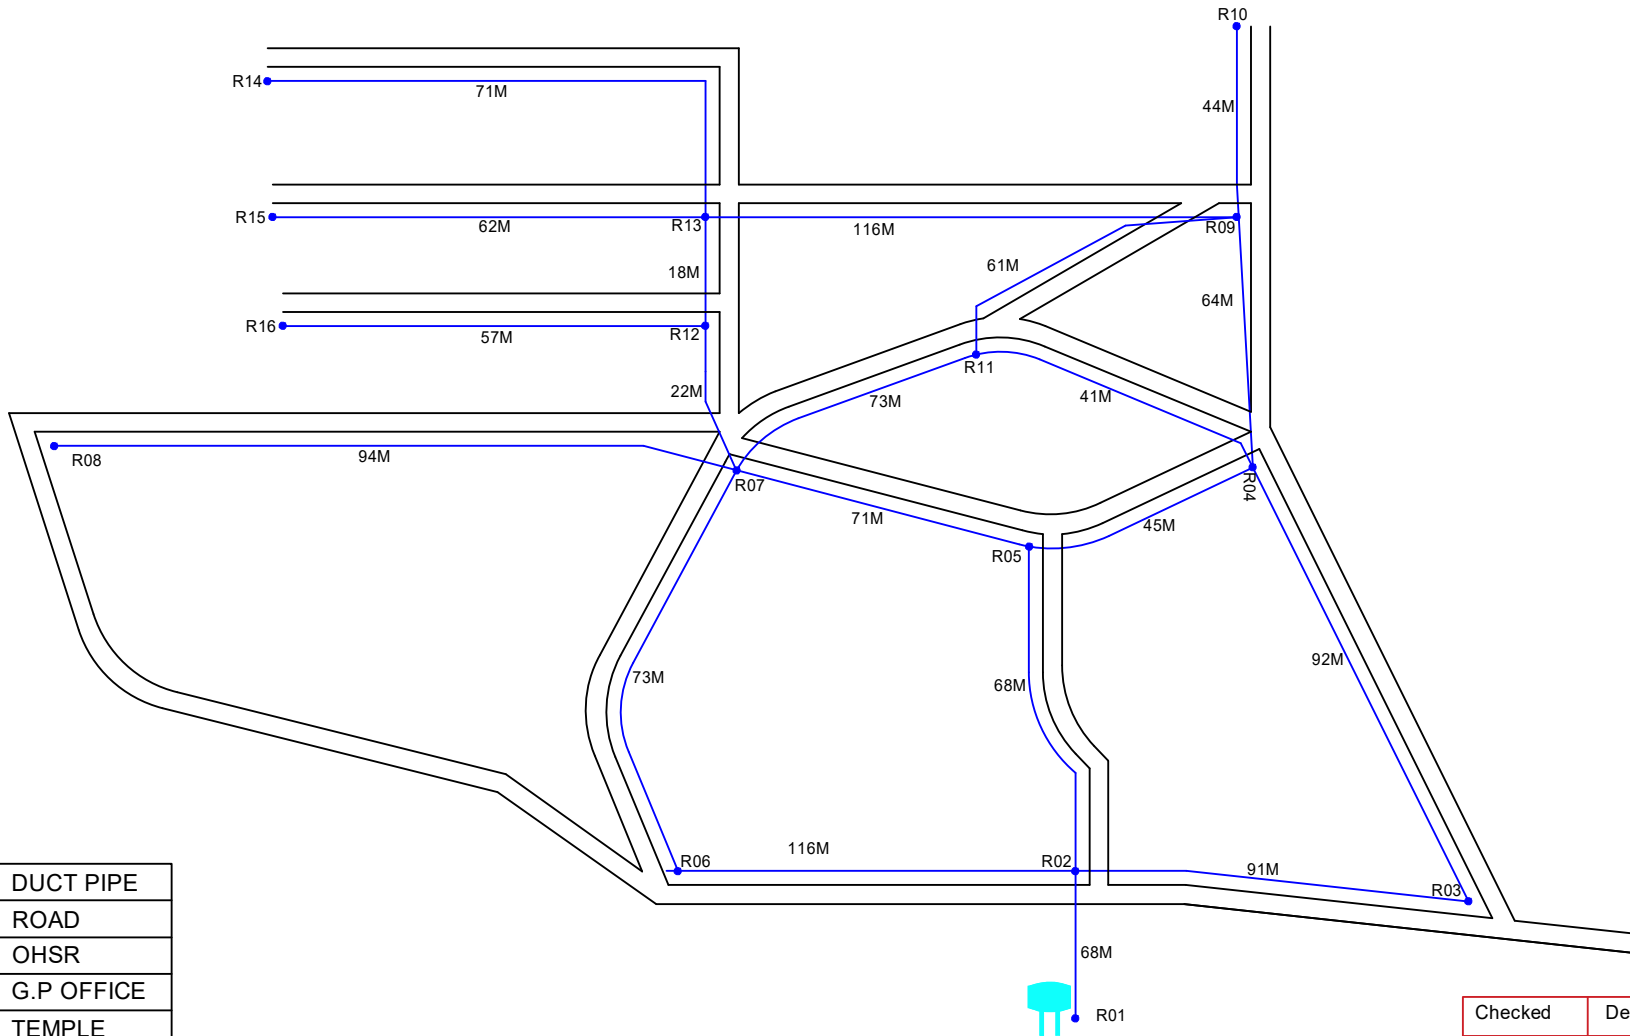 R10
R14
71M
44M
R15
62M
R13
116M
R09
18M
61M
64M
R16
57M
R12
R11
22M
73M
41M
R08
94M
R07
R04
71M
45M
R05
73M
68M
92M
116M
R06
R02
91M
R03
68M
R01
DUCT PIPE
ROAD
OHSR
G.P OFFICE
TEMPLE
Checked De